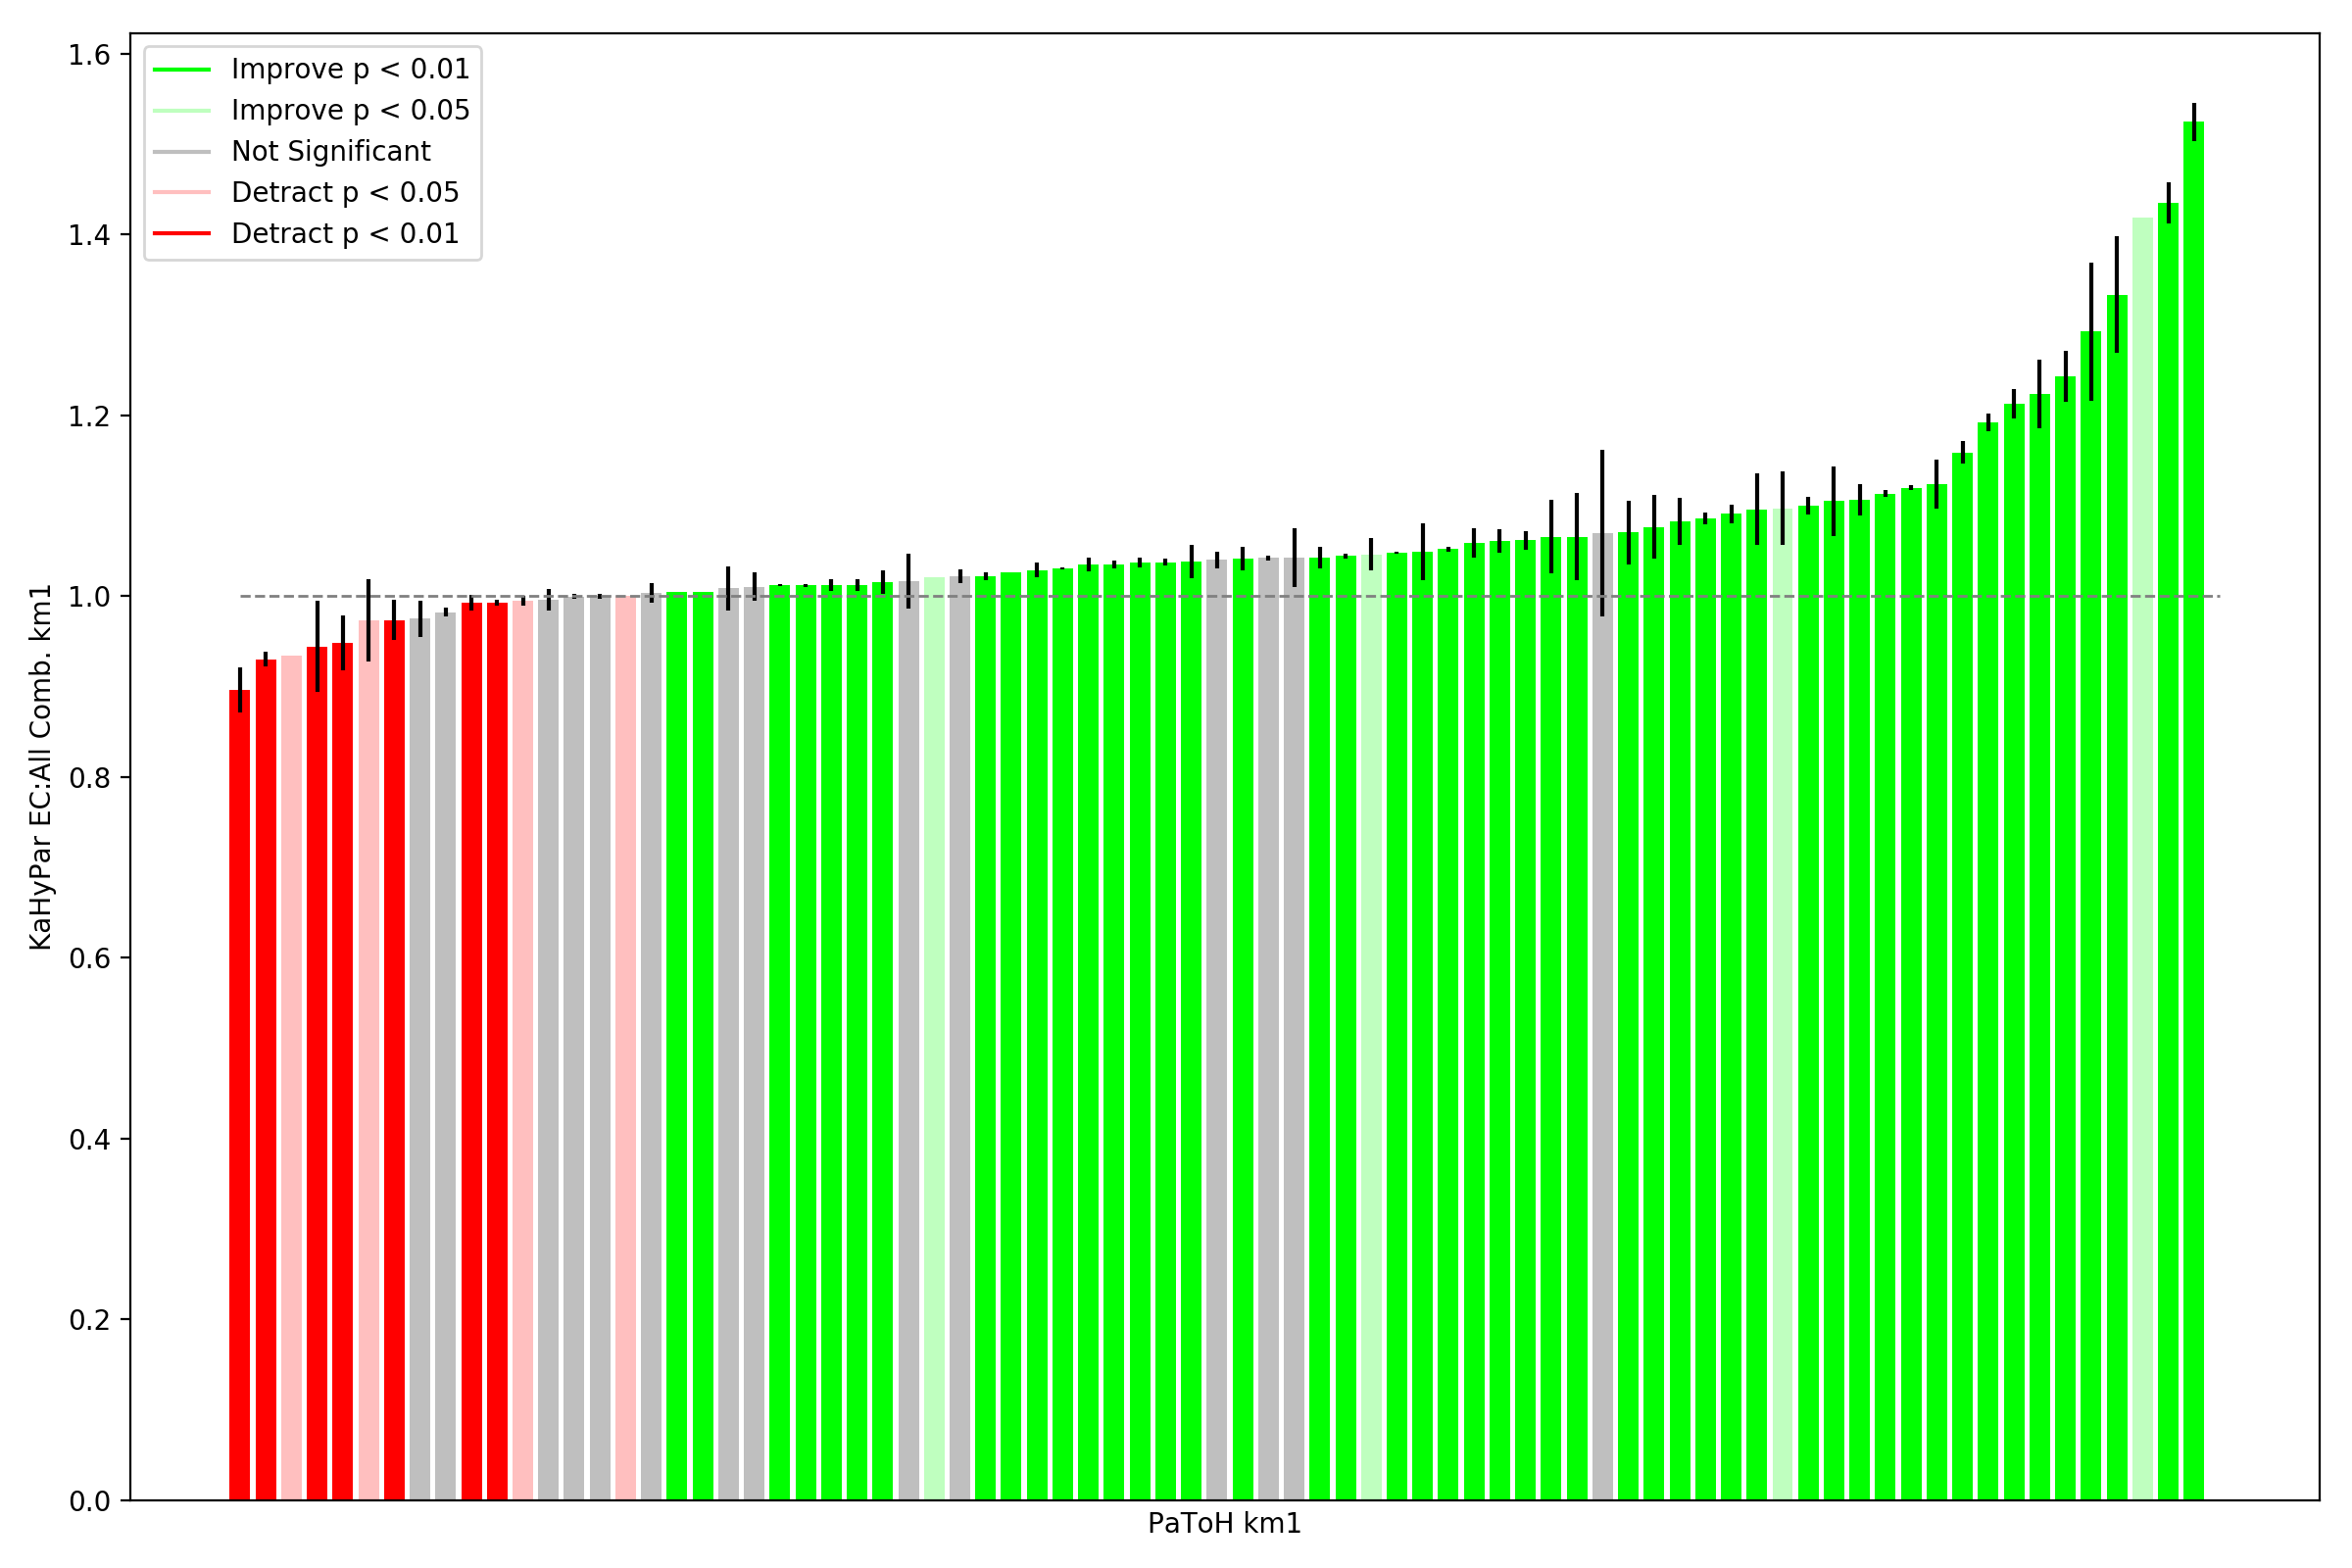 Improve p < 0.01
Improve p < 0.05
Not Significant
Detract p < 0.05
Detract p < 0.01
1.6
1.4
1.2
1.0
0.8
0.6
0.4
0.2
0.0
KaHyPar EC:All Comb. km1
PaToH km1